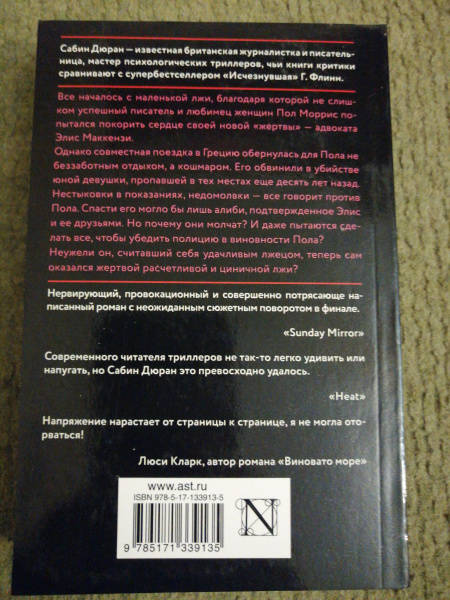 Сабин Дюран — известная британская журналистка и писатель-
ница, мастер психологических триллеров, чьи книги критики
сравнивают с супербестселлером «Исчезнувшая» Г. Флинн.
Все началось с маленькой лжи, благодаря которой не слиш-
ком успешный писатель и любимец женщин Пол Моррис по-
пытался покорить сердце своей новой «жертвы» — адвоката
Элис Маккензи.
Однако совместная поездка в Грецию обернулась для Пола не
беззаботным отдыхом, а кошмаром. Его обвинили в убийстве
юной девушки, пропавшей в тех местах еще десять лет назад.
Нестыковки в показаниях, недомолвки — все говорит против
Пола. Спасти его могло бы лишь алиби, подтвержденное Элис
и ее друзьями. Но почему они молчат? И даже пытаются сде-
лать все, чтобы убедить полицию в виновности Пола?
Неужели он, считавший себя удачливым лжецом, теперь сам
оказался жертвой расчетливой и циничной лжи?
Нервирующий, провокационный и совершенно потрясающе на-
писанный роман с неожиданным сюжетным поворотом в финале.
«Sunday Mirror»
Современного читателя триллеров не так-то легко удивить или
напугать, но Сабин Дюран это превосходно удалось.
«Heat»
Напряжение нарастает от страницы к странице, я не могла ото-
рваться!
Люси Кларк, автор романа «Виновато море»
www.ast.ru
ISBN 978-5-17-133913-5
9 785171 339135
N